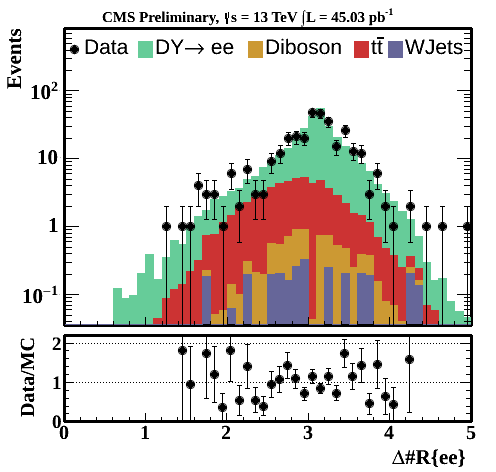 CMS Preliminary, √s = 13 TeV ∫L = 45.03 pb⁻¹
Events
Data DY→ ee Diboson tt̄ WJets
10²
10
1
10⁻¹
Data/MC
2
1
0
0 1 2 3 4 5
Δ#R{ee}